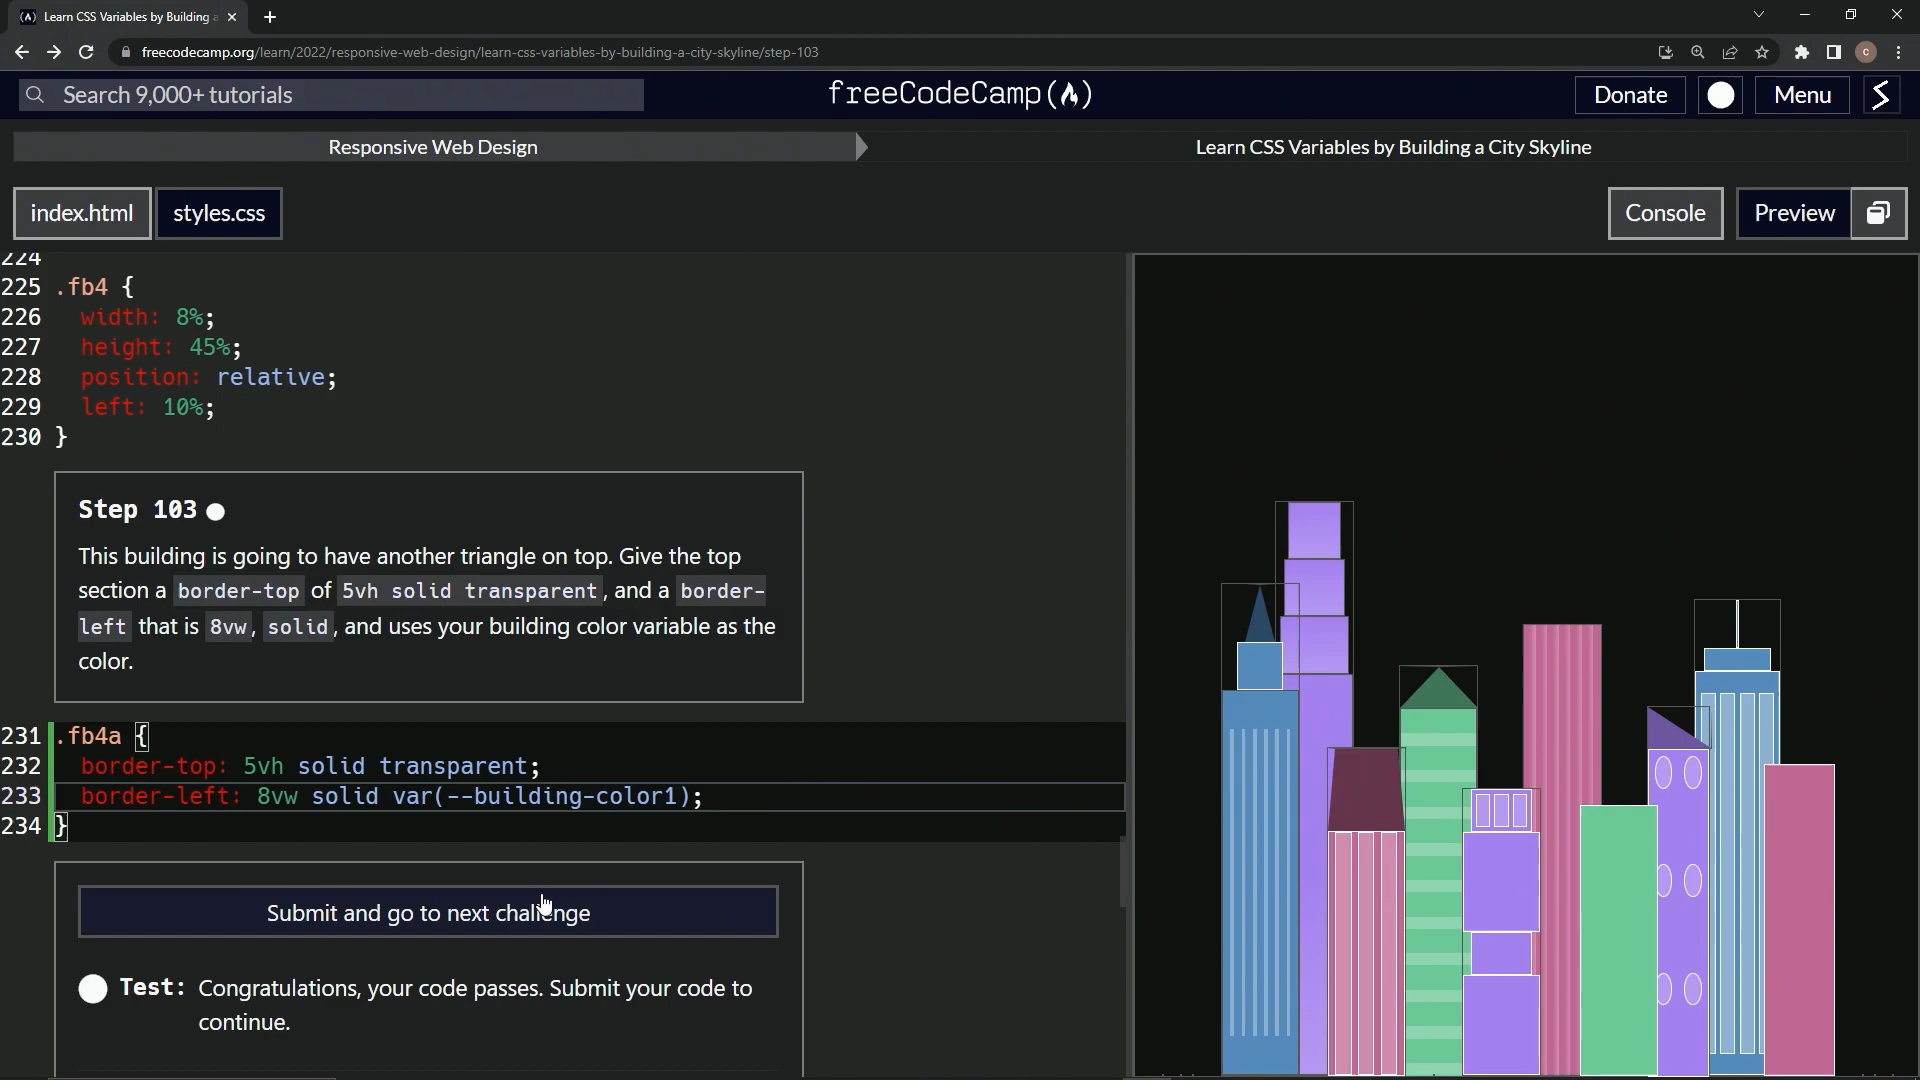 Learn CSS Variables by Building a
freecodecamp.org/learn/2022/responsive-web-design/learn-css-variables-by-building-a-city-skyline/step-103
C
Search 9,000+ tutorials
freeCodeCamp
Donate
Menu
Responsive Web Design
Learn CSS Variables by Building a City Skyline
index.html
styles.css
Console
Preview
224
225 .fb4 {
226 width: 8%;
227 height: 45%;
228 position: relative;
229 left: 10%;
230 }
Step 103
This building is going to have another triangle on top. Give the top
section a border-top of 5vh solid transparent, and a border-
left that is 8vw, solid, and uses your building color variable as the
color.
231 .fb4a {
232 border-top: 5vh solid transparent;
233 border-left: 8vw solid var(--building-color1);
234 }
Submit and go to next challenge
Test: Congratulations, your code passes. Submit your code to
continue.